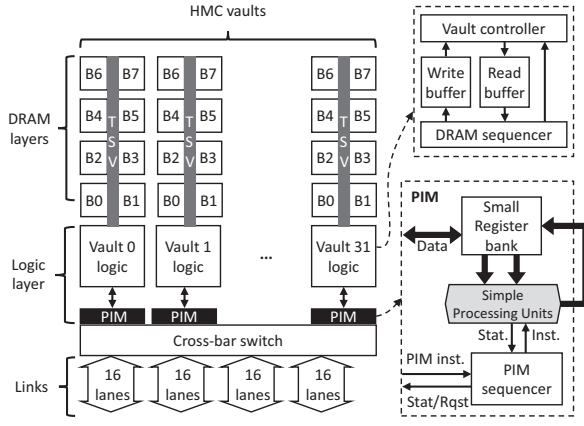 HMC vaults
DRAM layers
B6 B7 B6 B7 B6 B7
B4 B5 B4 B5 B4 B5
B2 B3 B2 B3 B2 B3
B0 B1 B0 B1 B0 B1
TSV TSV TSV
Logic layer
Vault 0 logic
Vault 1 logic
...
Vault 31 logic
PIM PIM PIM
Cross-bar switch
Links
16 lanes
16 lanes
16 lanes
16 lanes
Vault controller
Write buffer
Read buffer
DRAM sequencer
PIM
Small Register bank
Data
Simple Processing Units
Stat. Inst.
PIM inst.
PIM sequencer
Stat/Rqst